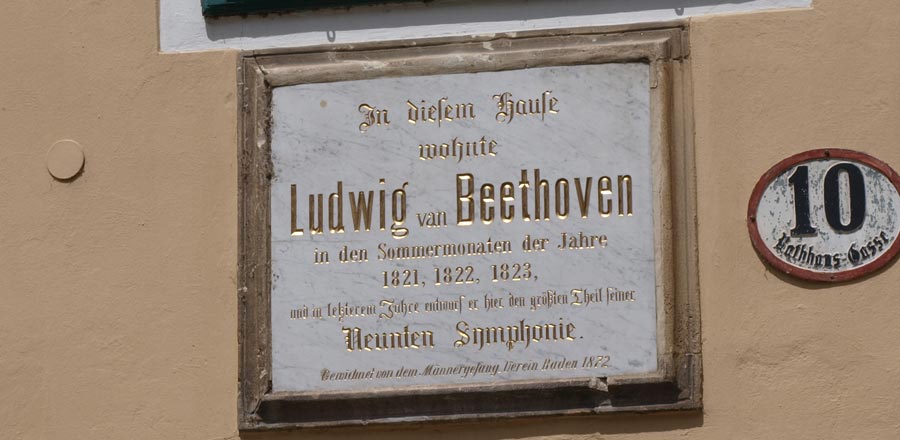 In diesem Hause
wohnte
Ludwig van Beethoven
in den Sommermonaten der Jahre
1821, 1822, 1823,
und in letzterem Jahre entwarf er hier den größten Theil seiner
Neunten Symphonie.
Gewidmet von dem Männergesang-Verein Baden 1872
10
Rathhaus-Gasse